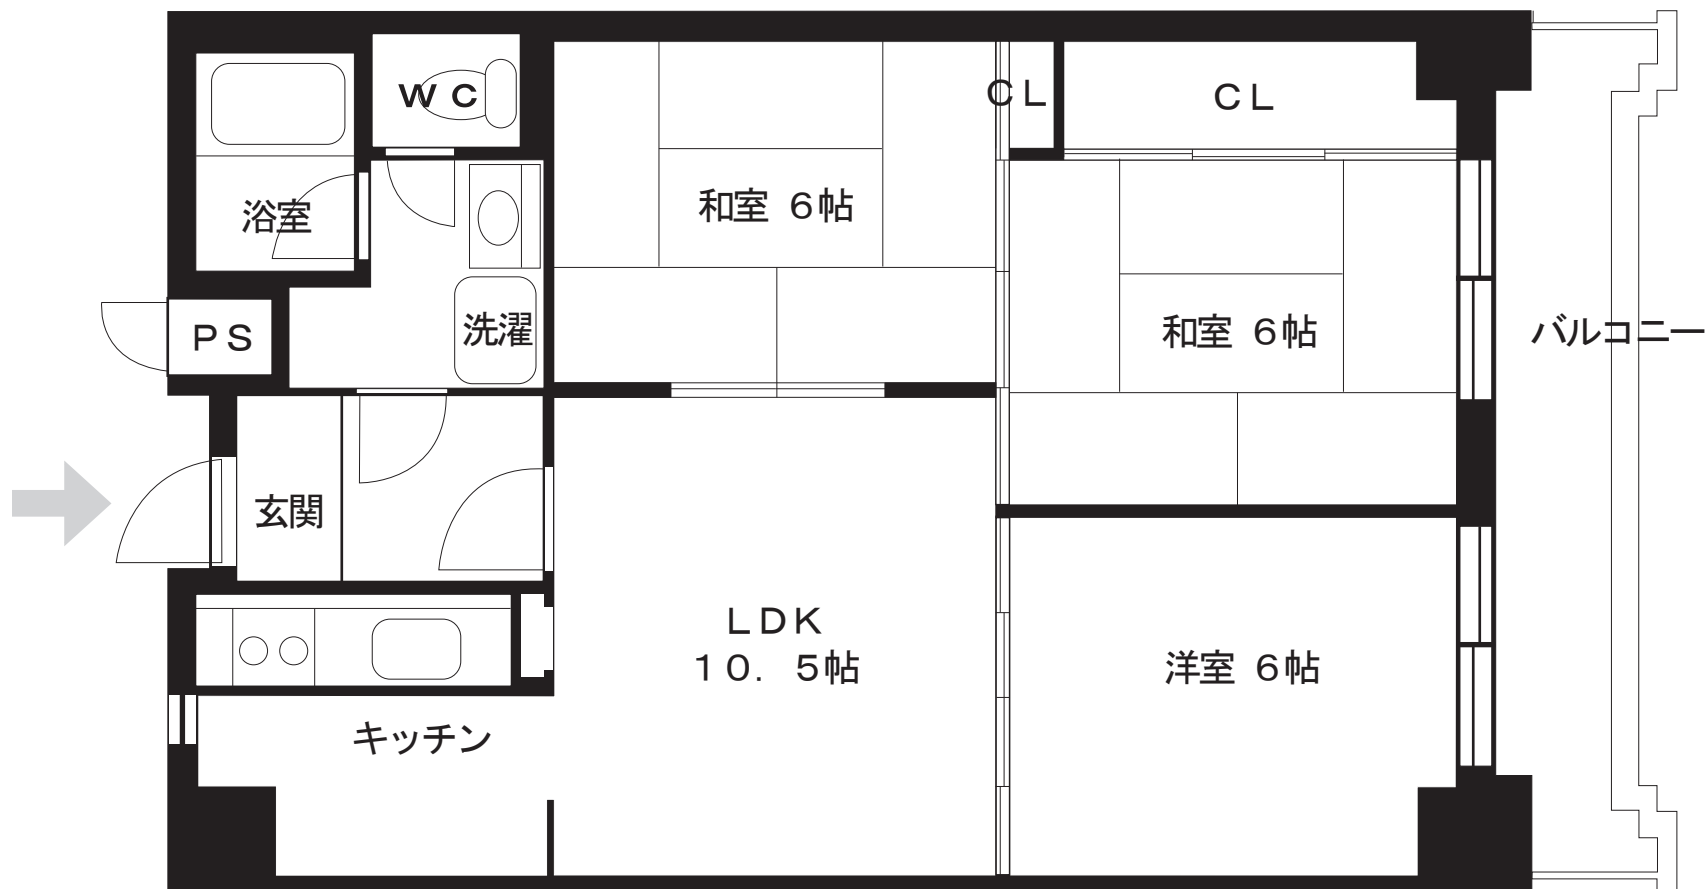 ＷＣ
ＣＬ
ＣＬ
浴室
和室 ６帖
ＰＳ
洗濯
和室 ６帖
バルコニー
玄関
ＬＤＫ
１０．５帖
洋室 ６帖
キッチン